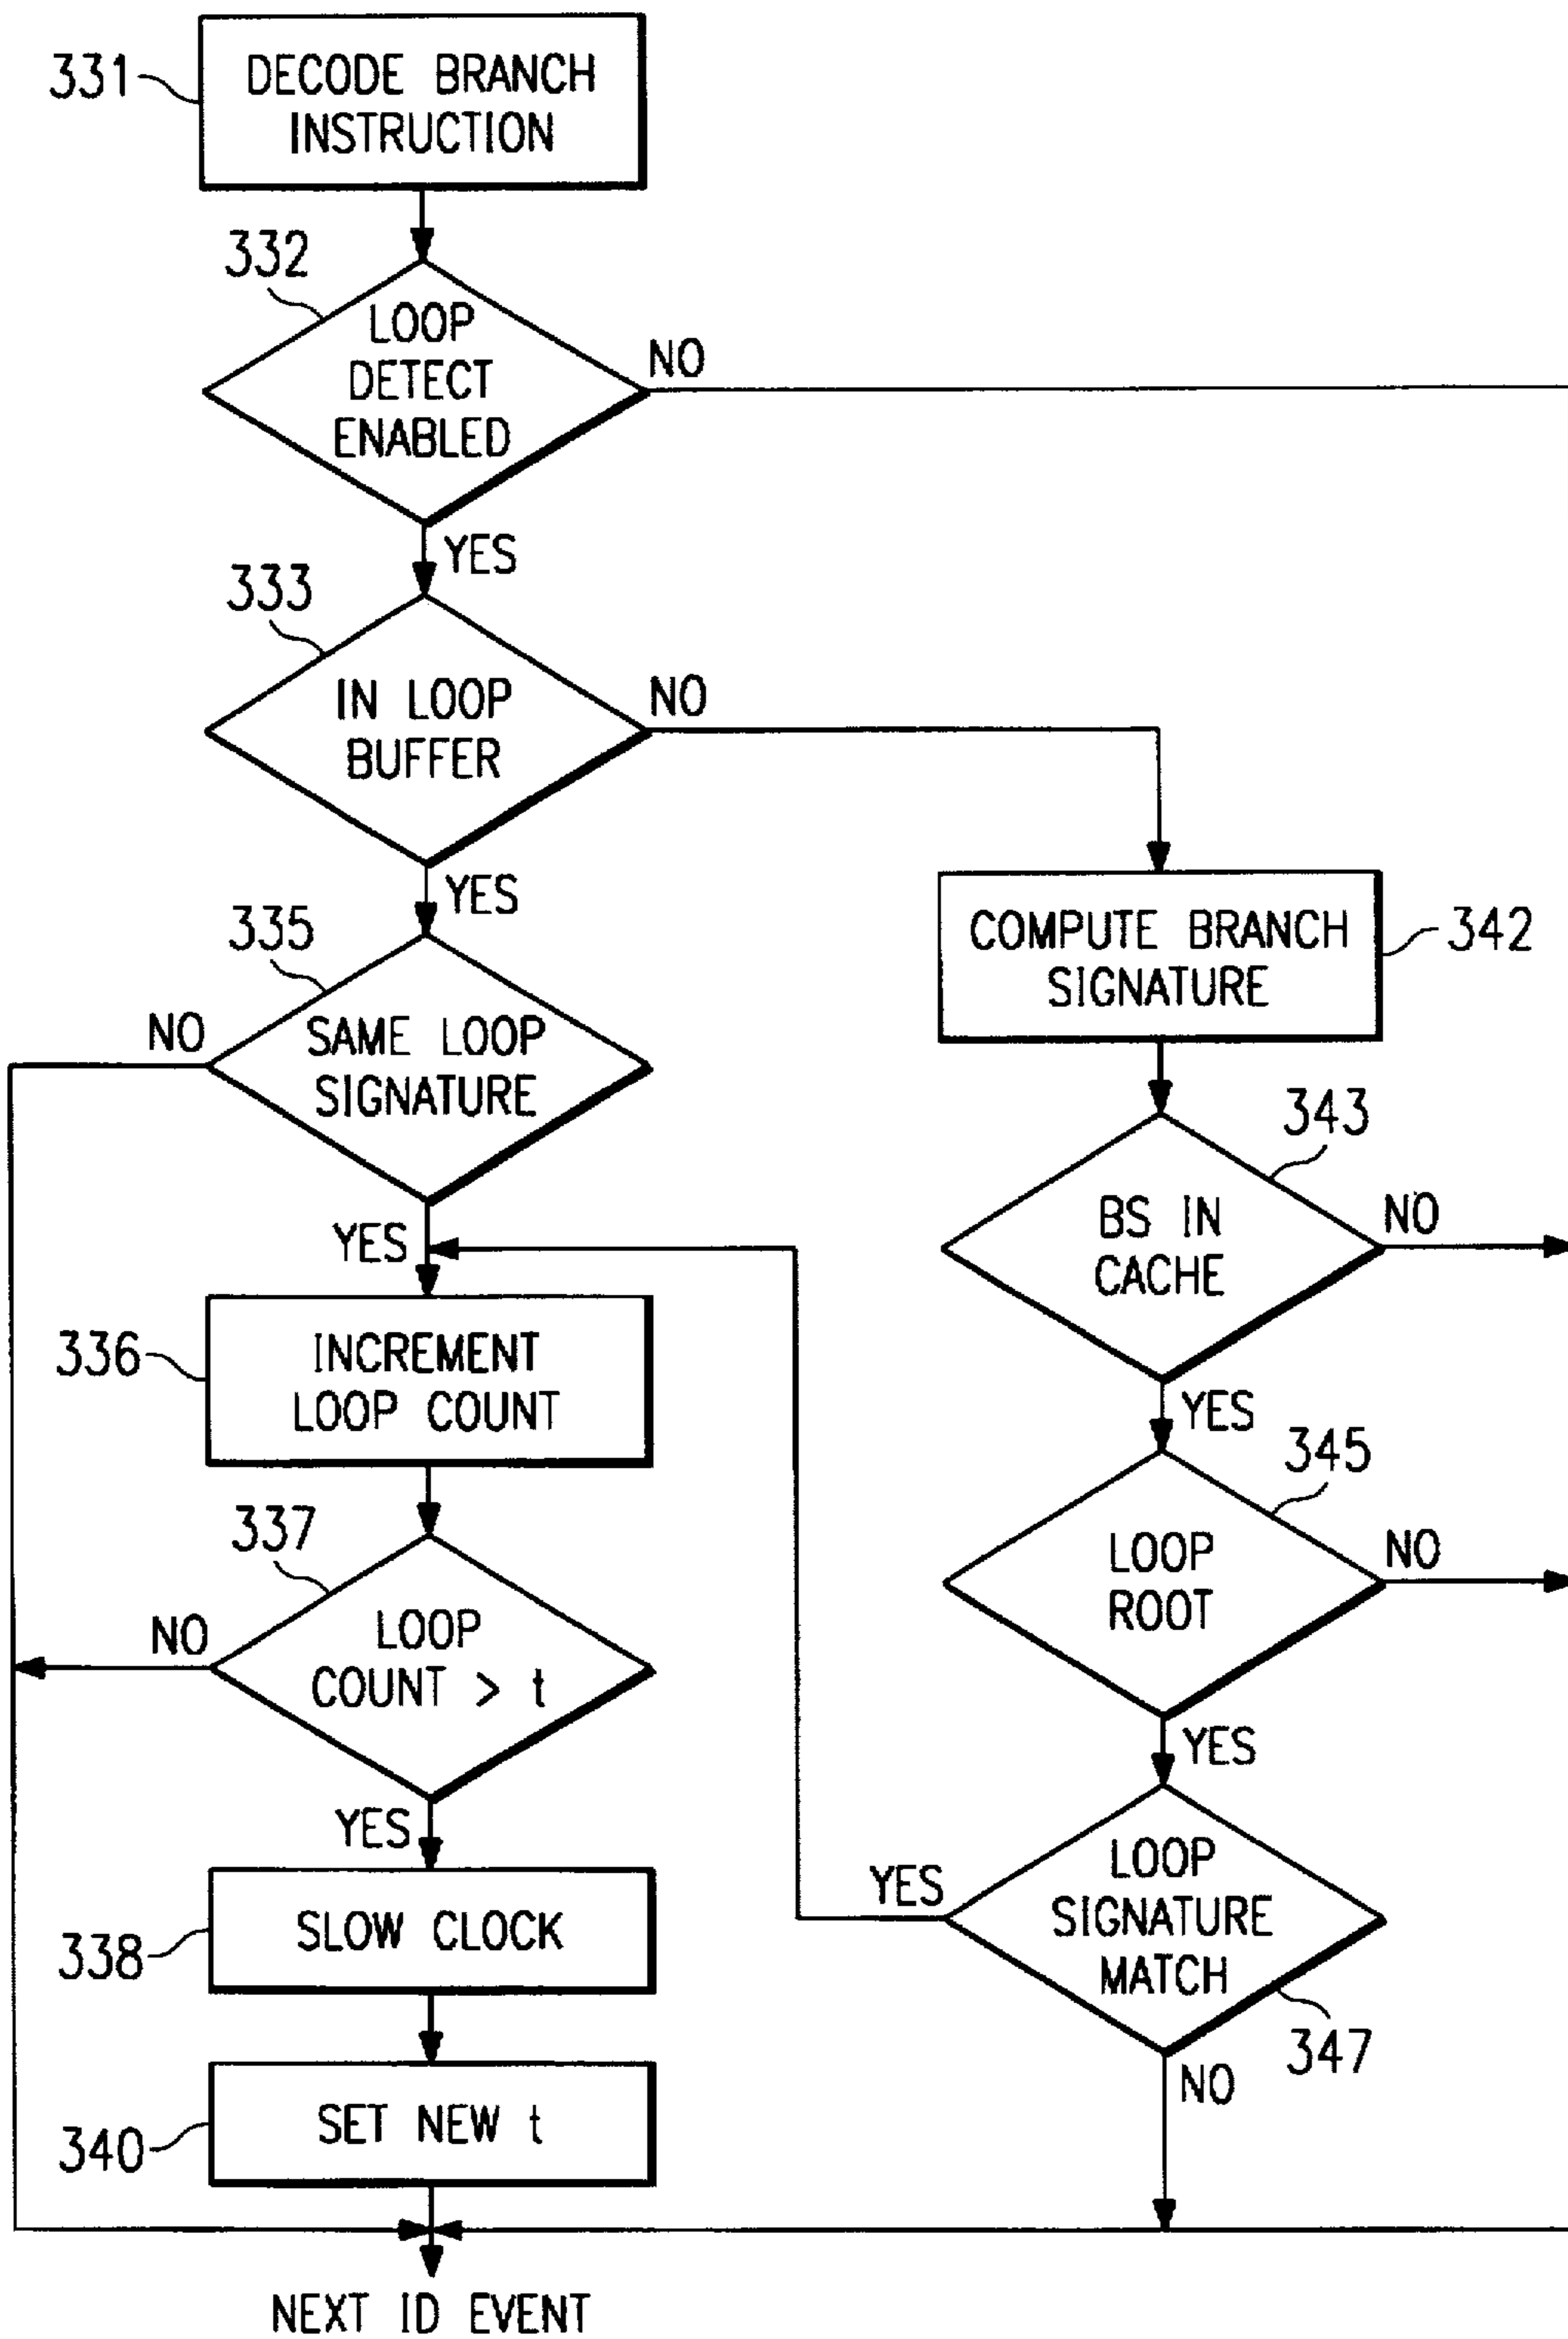 331
DECODE BRANCH
INSTRUCTION
332
LOOP
DETECT
ENABLED
NO
YES
333
IN LOOP
BUFFER
NO
YES
335
SAME LOOP
SIGNATURE
NO
YES
COMPUTE BRANCH
SIGNATURE
342
343
BS IN
CACHE
NO
YES
336
INCREMENT
LOOP COUNT
337
LOOP
COUNT > t
NO
YES
345
LOOP
ROOT
NO
YES
LOOP
SIGNATURE
MATCH
YES
347
NO
338
SLOW CLOCK
340
SET NEW t
NEXT ID EVENT